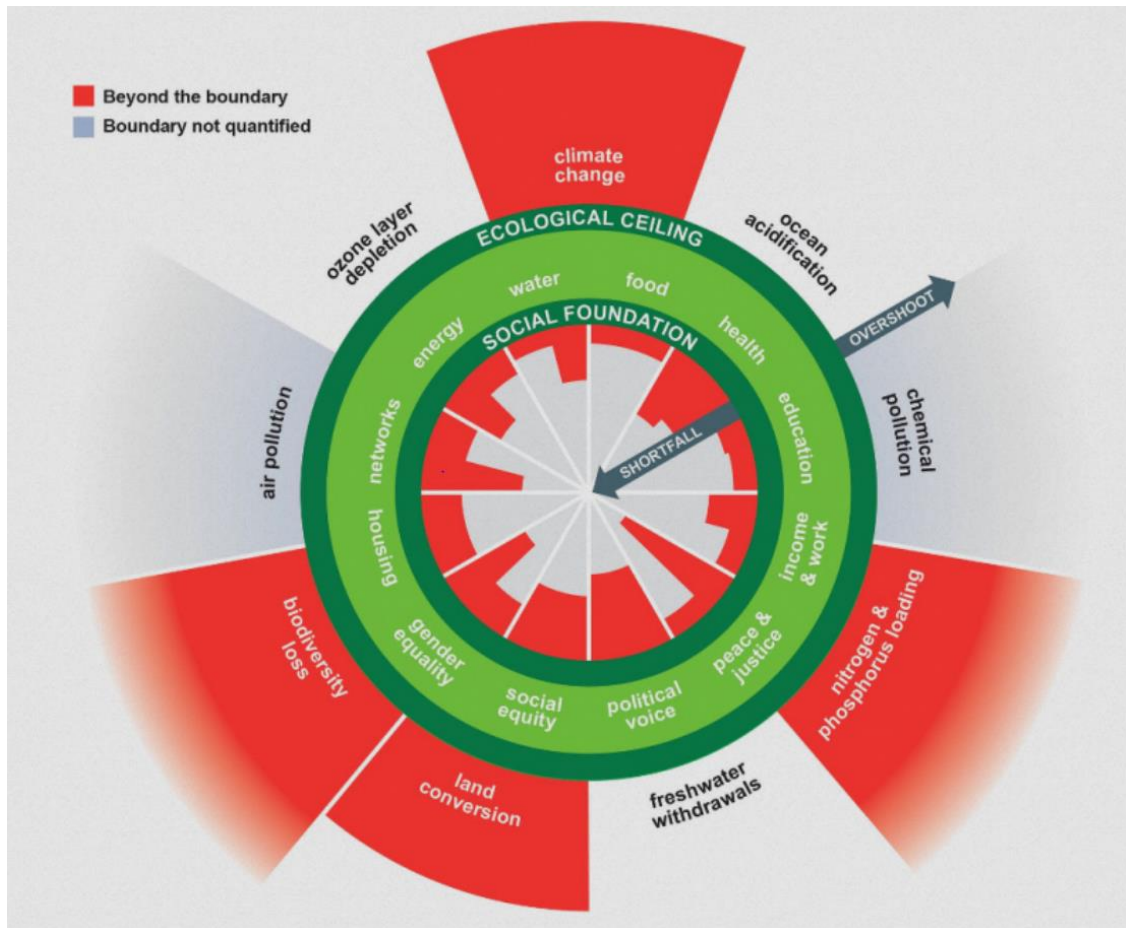 Beyond the boundary
Boundary not quantified
climate
change
ozone layer
depletion
ocean
acidification
ECOLOGICAL CEILING
water
food
energy
health
SOCIAL FOUNDATION
OVERSHOOT
SHORTFALL
networks
education
air pollution
chemical
pollution
housing
income
& work
gender
equality
peace &
justice
social
equity
political
voice
biodiversity
loss
nitrogen &
phosphorus loading
land
conversion
freshwater
withdrawals